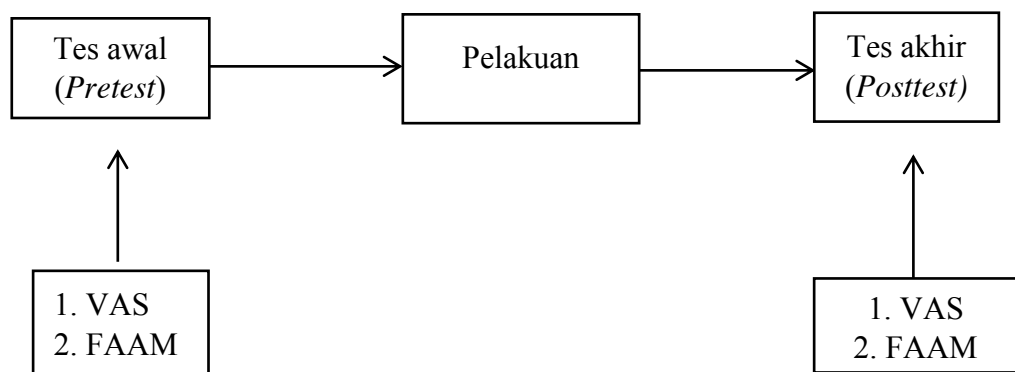 Tes awal
(Pretest)
Pelakuan
Tes akhir
(Posttest)
1. VAS
2. FAAM
1. VAS
2. FAAM